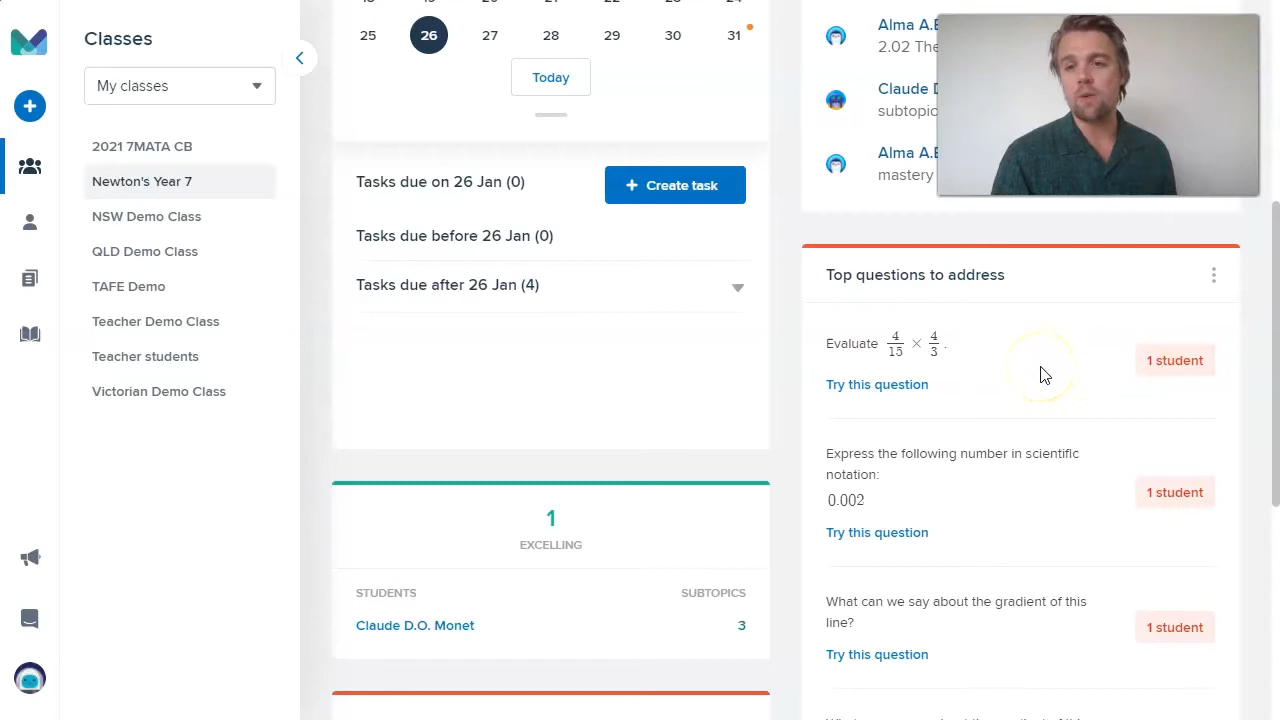 Classes
My classes
2021 7MATA CB
Newton's Year 7
NSW Demo Class
QLD Demo Class
TAFE Demo
Teacher Demo Class
Teacher students
Victorian Demo Class
25 26 27 28 29 30 31
Today
Tasks due on 26 Jan (0)
+ Create task
Tasks due before 26 Jan (0)
Tasks due after 26 Jan (4)
1
EXCELLING
STUDENTS SUBTOPICS
Claude D.O. Monet 3
Alma A.E
2.02 The
Claude D
subtopic
Alma A.E
mastery
Top questions to address
Evaluate 4/15 × 4/3 .
1 student
Try this question
Express the following number in scientific
notation:
0.002
1 student
Try this question
What can we say about the gradient of this
line?
1 student
Try this question